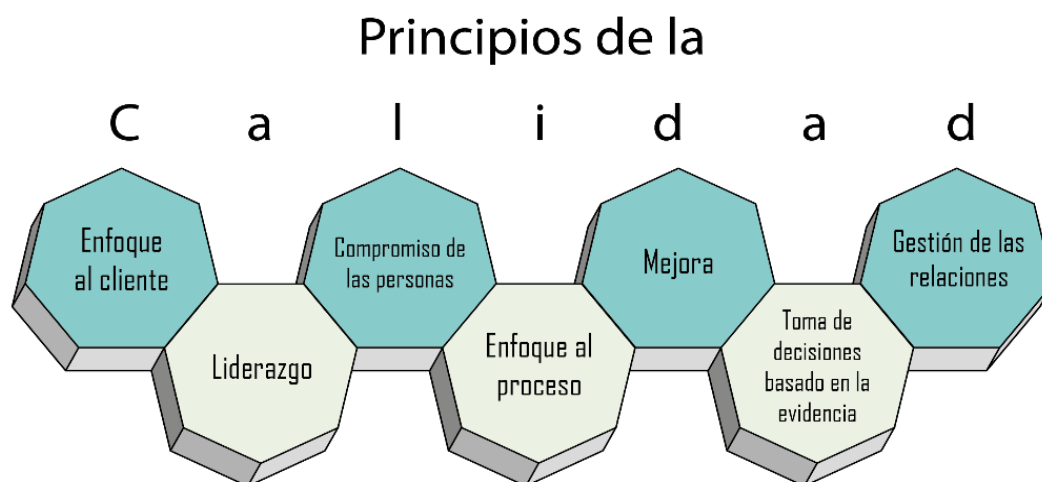 Principios de la
C a l i d a d
Enfoque
al cliente
Liderazgo
Compromiso de
las personas
Enfoque al
proceso
Mejora
Toma de
decisiones
basado en la
evidencia
Gestión de las
relaciones